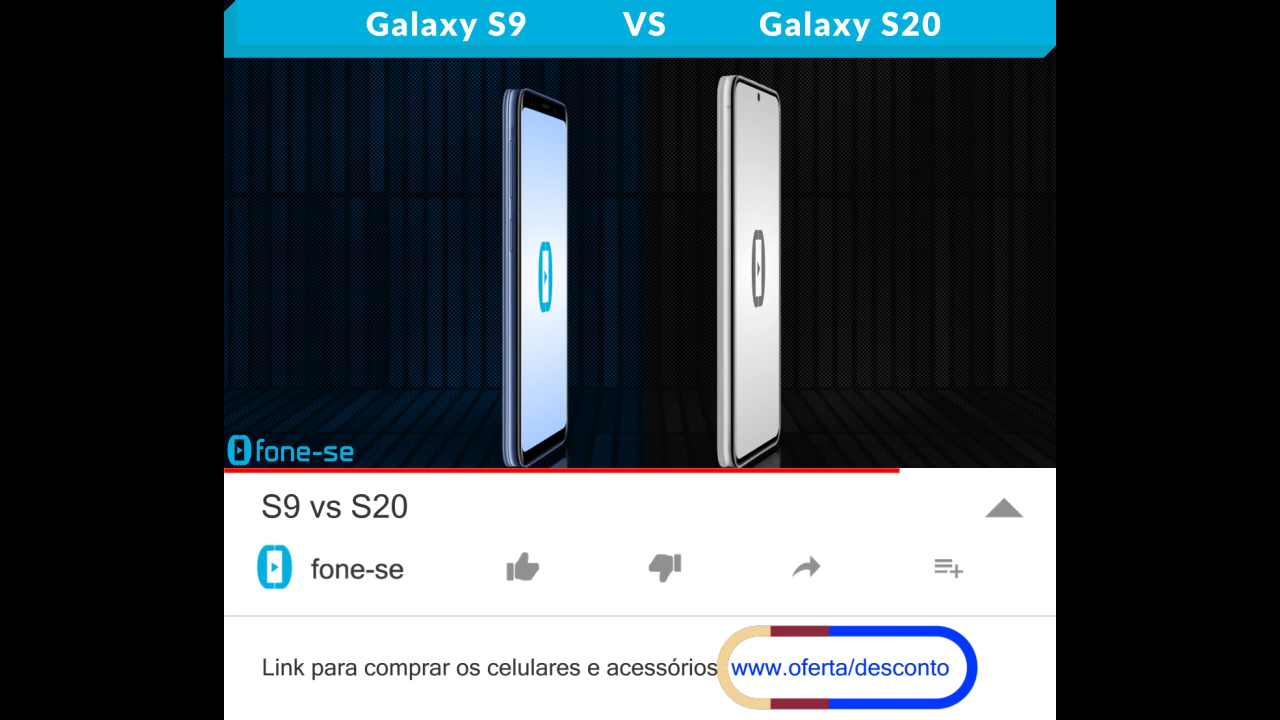 Galaxy S9 VS Galaxy S20
fone-se
S9 vs S20
fone-se
Link para comprar os celulares e acessórios www.oferta/desconto